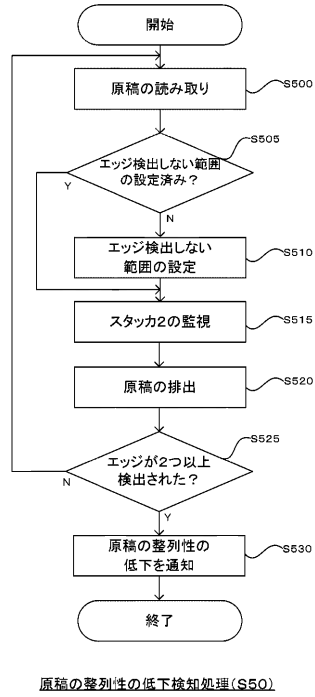 開始
原稿の読み取り
S500
S505
エッジ検出しない範囲
の設定済み？
Y
N
エッジ検出しない
範囲の設定
S510
スタッカ2の監視
S515
原稿の排出
S520
S525
エッジが2つ以上
検出された？
N
Y
原稿の整列性の
低下を通知
S530
終了
原稿の整列性の低下検知処理(S50)